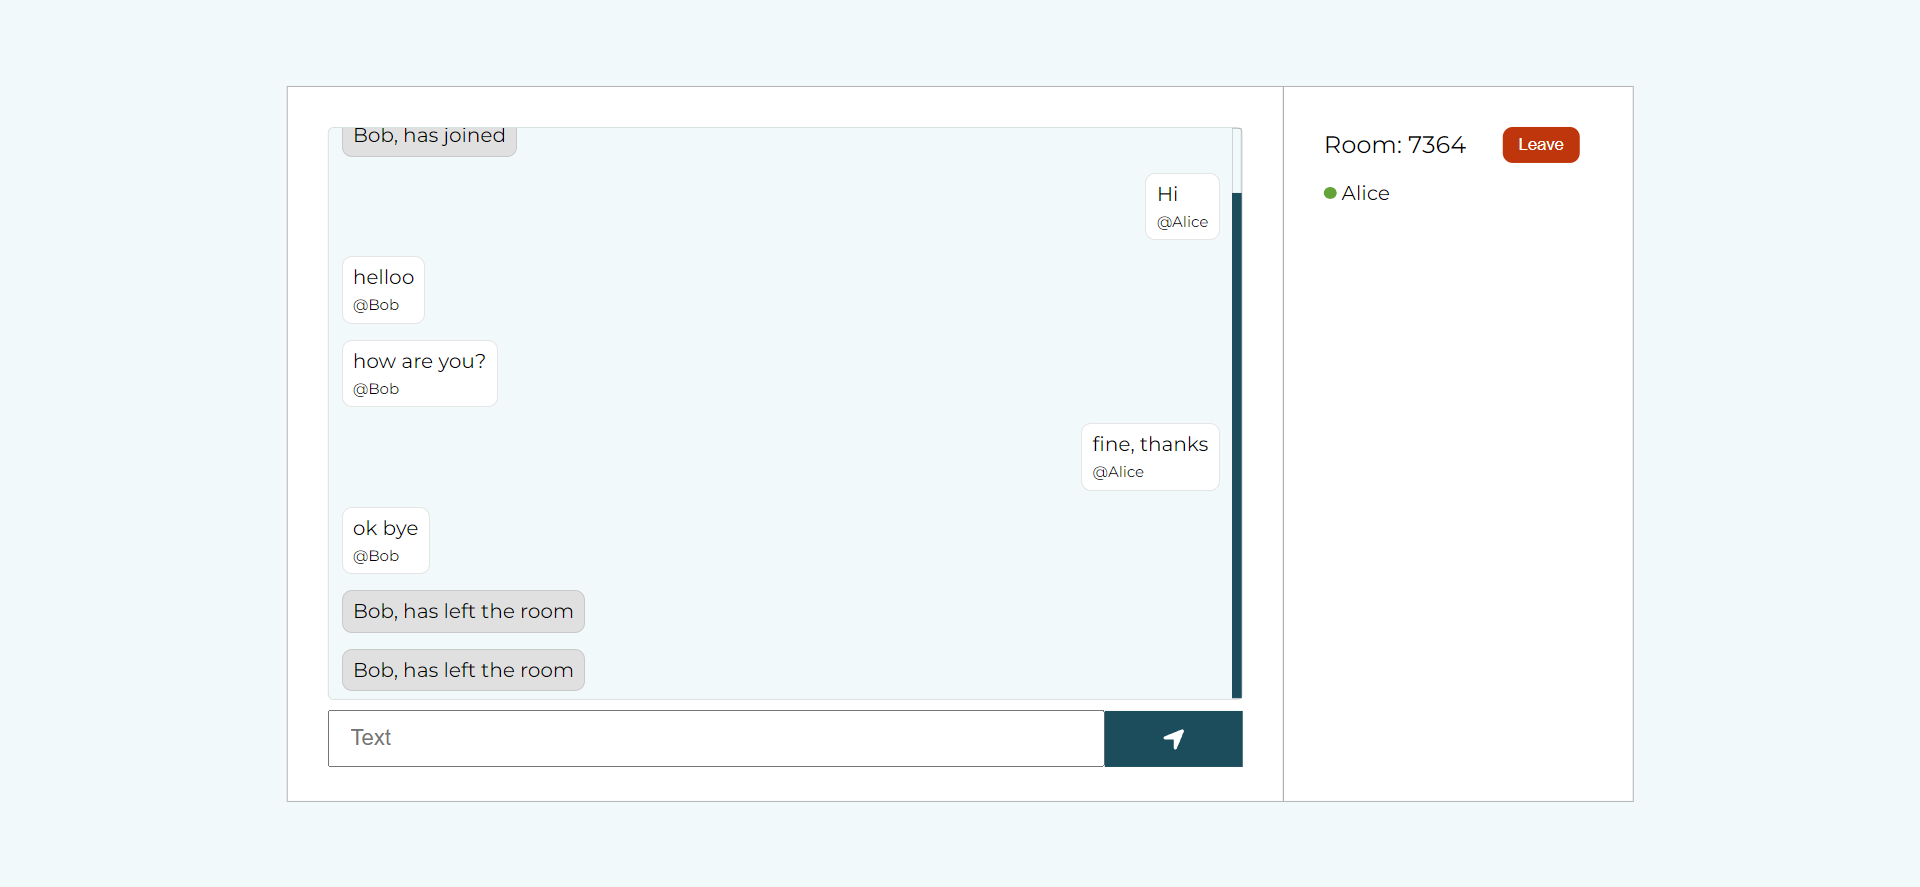 Bob, has joined
Hi
@Alice
helloo
@Bob
how are you?
@Bob
fine, thanks
@Alice
ok bye
@Bob
Bob, has left the room
Bob, has left the room
Text
Room: 7364
Leave
Alice